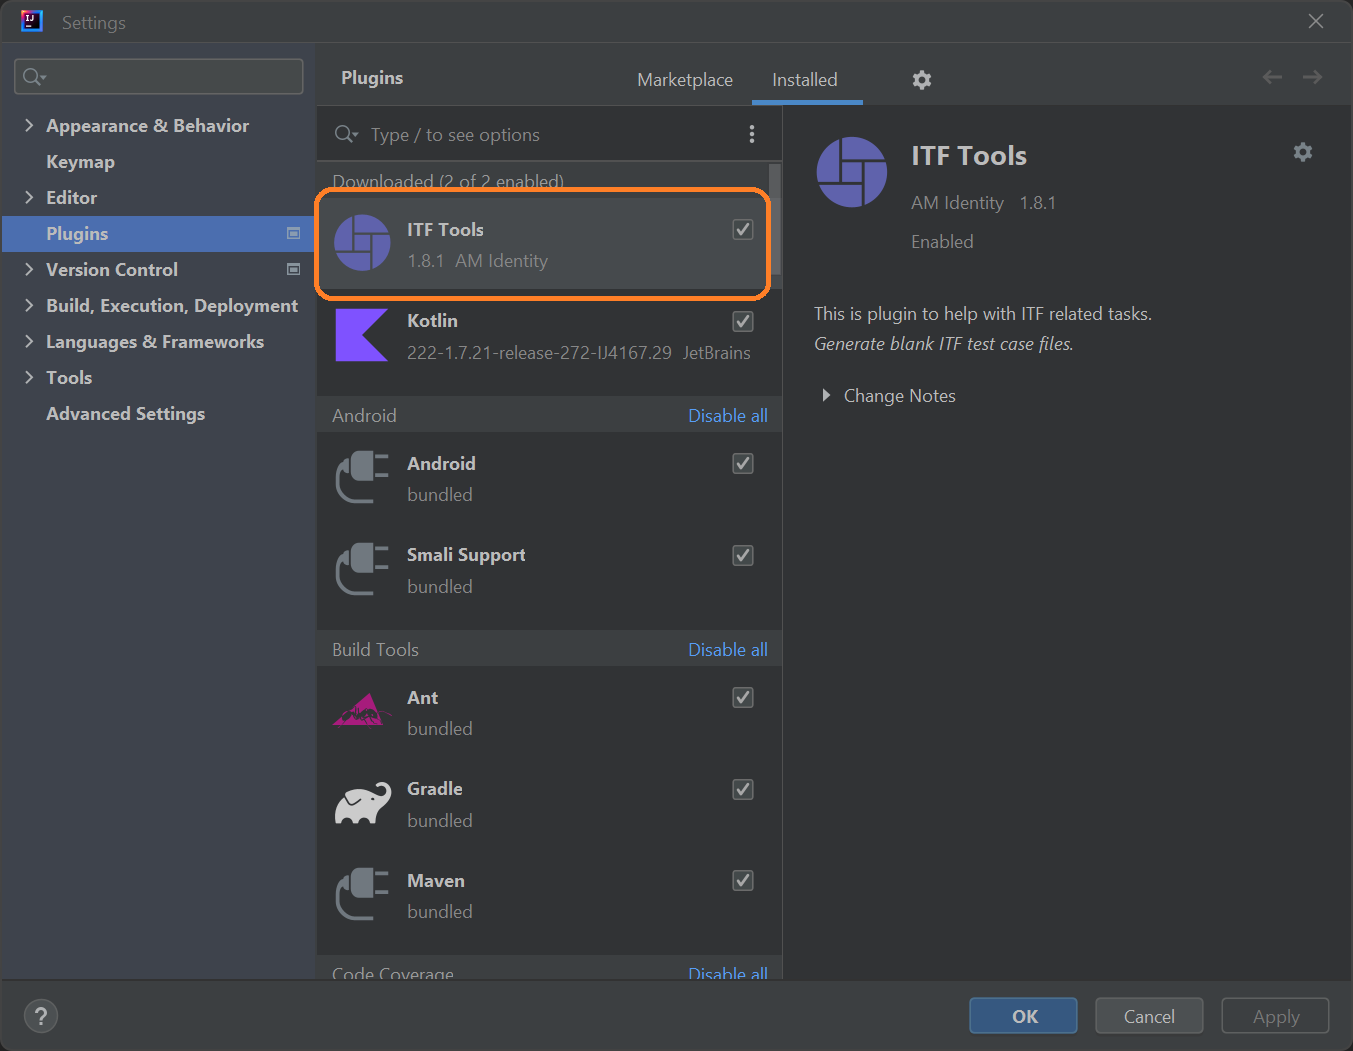 Settings
Plugins
Marketplace
Installed
Appearance & Behavior
Keymap
Editor
Plugins
Version Control
Build, Execution, Deployment
Languages & Frameworks
Tools
Advanced Settings
Type / to see options
Downloaded (2 of 2 enabled)
ITF Tools
1.8.1 AM Identity
Kotlin
222-1.7.21-release-272-IJ4167.29 JetBrains
Android Disable all
Android
bundled
Smali Support
bundled
Build Tools Disable all
Ant
bundled
Gradle
bundled
Maven
bundled
Code Coverage Disable all
ITF Tools
AM Identity 1.8.1
Enabled
This is plugin to help with ITF related tasks.
Generate blank ITF test case files.
Change Notes
?
OK
Cancel
Apply